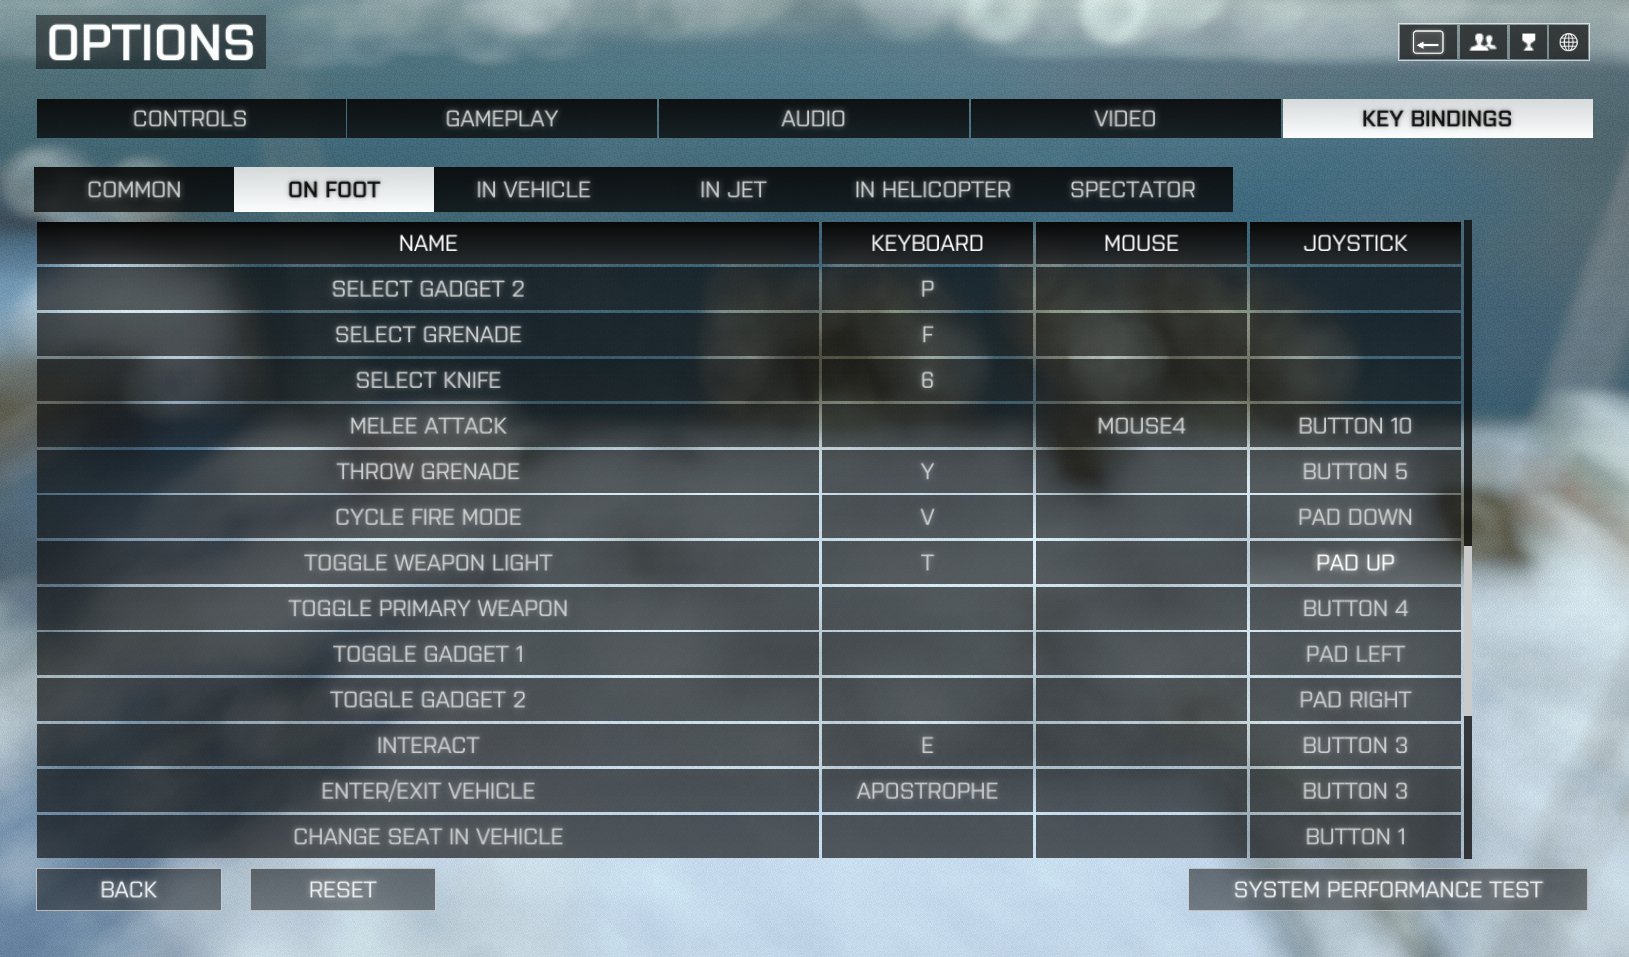 OPTIONS
CONTROLS GAMEPLAY AUDIO VIDEO KEY BINDINGS
COMMON ON FOOT IN VEHICLE IN JET IN HELICOPTER SPECTATOR
NAME KEYBOARD MOUSE JOYSTICK
SELECT GADGET 2 P
SELECT GRENADE F
SELECT KNIFE 6
MELEE ATTACK MOUSE4 BUTTON 10
THROW GRENADE Y BUTTON 5
CYCLE FIRE MODE V PAD DOWN
TOGGLE WEAPON LIGHT T PAD UP
TOGGLE PRIMARY WEAPON BUTTON 4
TOGGLE GADGET 1 PAD LEFT
TOGGLE GADGET 2 PAD RIGHT
INTERACT E BUTTON 3
ENTER/EXIT VEHICLE APOSTROPHE BUTTON 3
CHANGE SEAT IN VEHICLE BUTTON 1
BACK RESET SYSTEM PERFORMANCE TEST